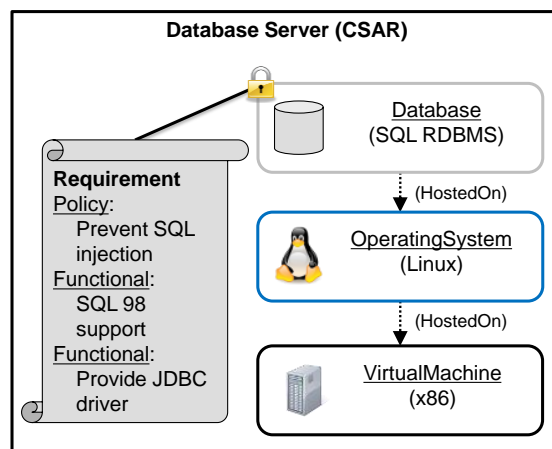 Database Server (CSAR)
Database
(SQL RDBMS)
Requirement
Policy:
Prevent SQL
injection
Functional:
SQL 98
support
Functional:
Provide JDBC
driver
(HostedOn)
OperatingSystem
(Linux)
(HostedOn)
VirtualMachine
(x86)